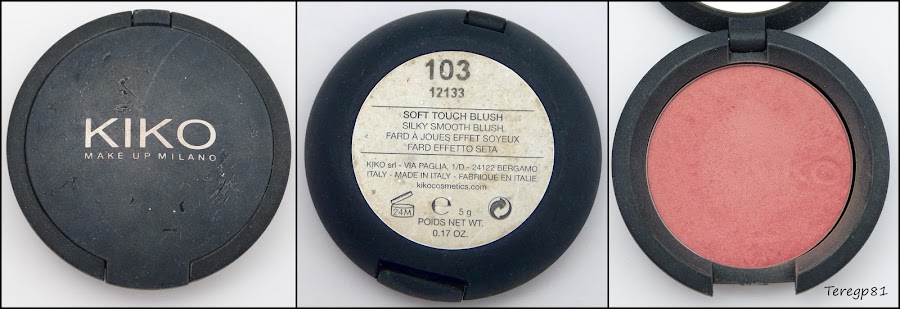 KIKO
MAKE UP MILANO
103
12133
SOFT TOUCH BLUSH
SILKY SMOOTH BLUSH
FARD À JOUES EFFET SOYEUX
FARD EFFETTO SETA
KIKO srl - VIA PAGLIA, 1/D - 24122 BERGAMO
ITALY - MADE IN ITALY - FABRIQUE EN ITALIE
kikocosmetics.com
24M e 5 g
POIDS NET WT.
0.17 OZ.
Teregp81